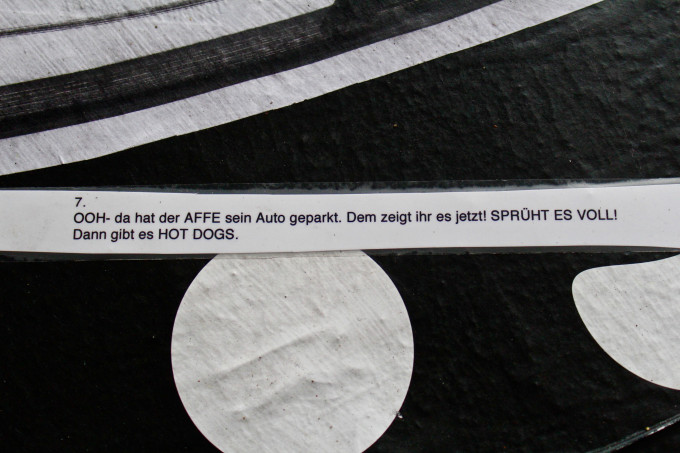 7.
OOH- da hat der AFFE sein Auto geparkt. Dem zeigt ihr es jetzt! SPRÜHT ES VOLL!
Dann gibt es HOT DOGS.